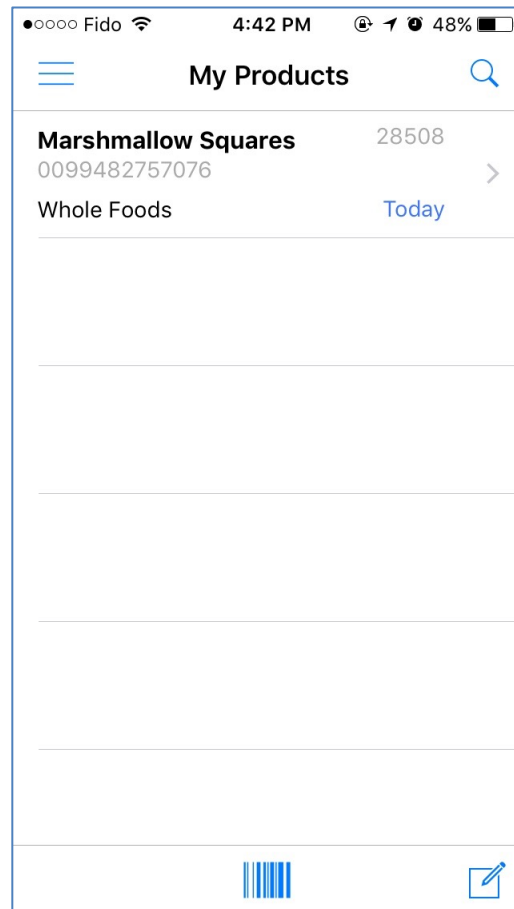 Fido 4:42 PM 48%
My Products
Marshmallow Squares 28508
0099482757076
Whole Foods Today